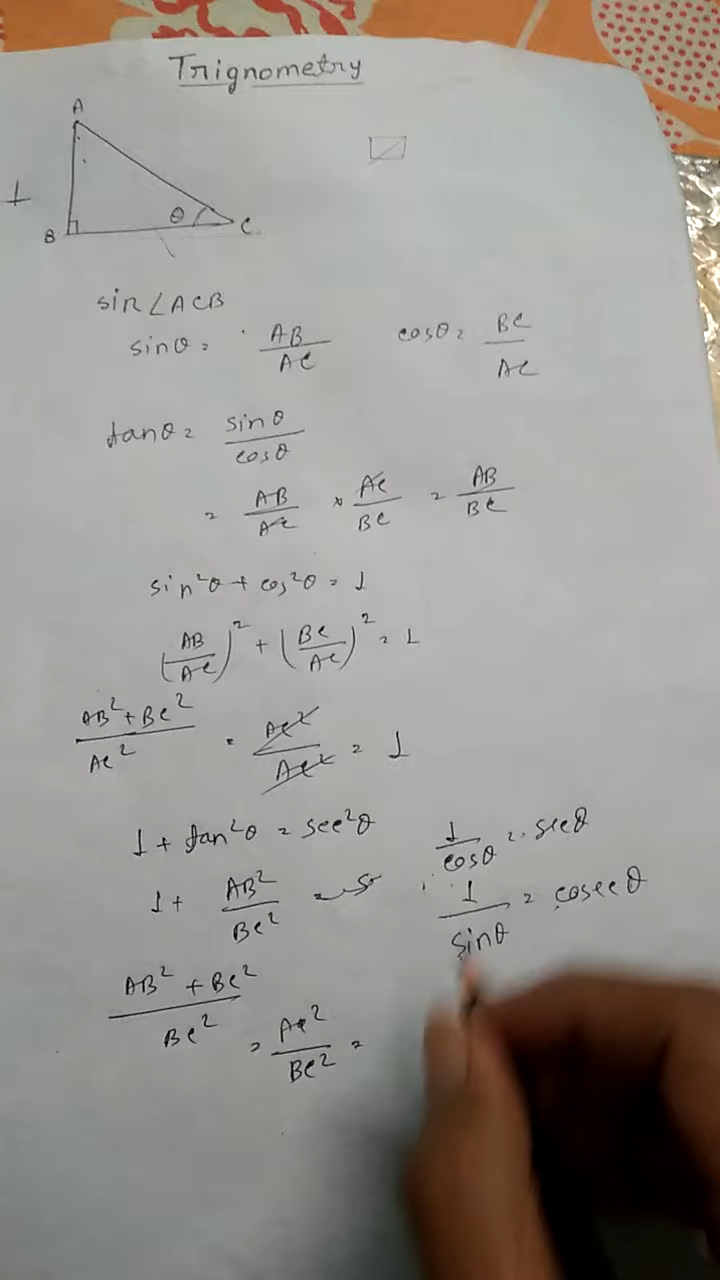 Trignometry
A
⊥
θ
B
C.
sin∠ACB
sinθ = AB/AC cosθ = BC/AC
tanθ = sinθ/cosθ
= AB/AC × AC/BC = AB/BC
sin²θ + cos²θ = 1
(AB/AC)² + (BC/AC)² = 1
AB²+BC²/AC² = AC²/AC² = 1
1 + tan²θ = sec²θ
1/cosθ = secθ
1 + AB²/BC² =
1/sinθ = cosecθ
AB² + BC²/BC² = AC²/BC² =